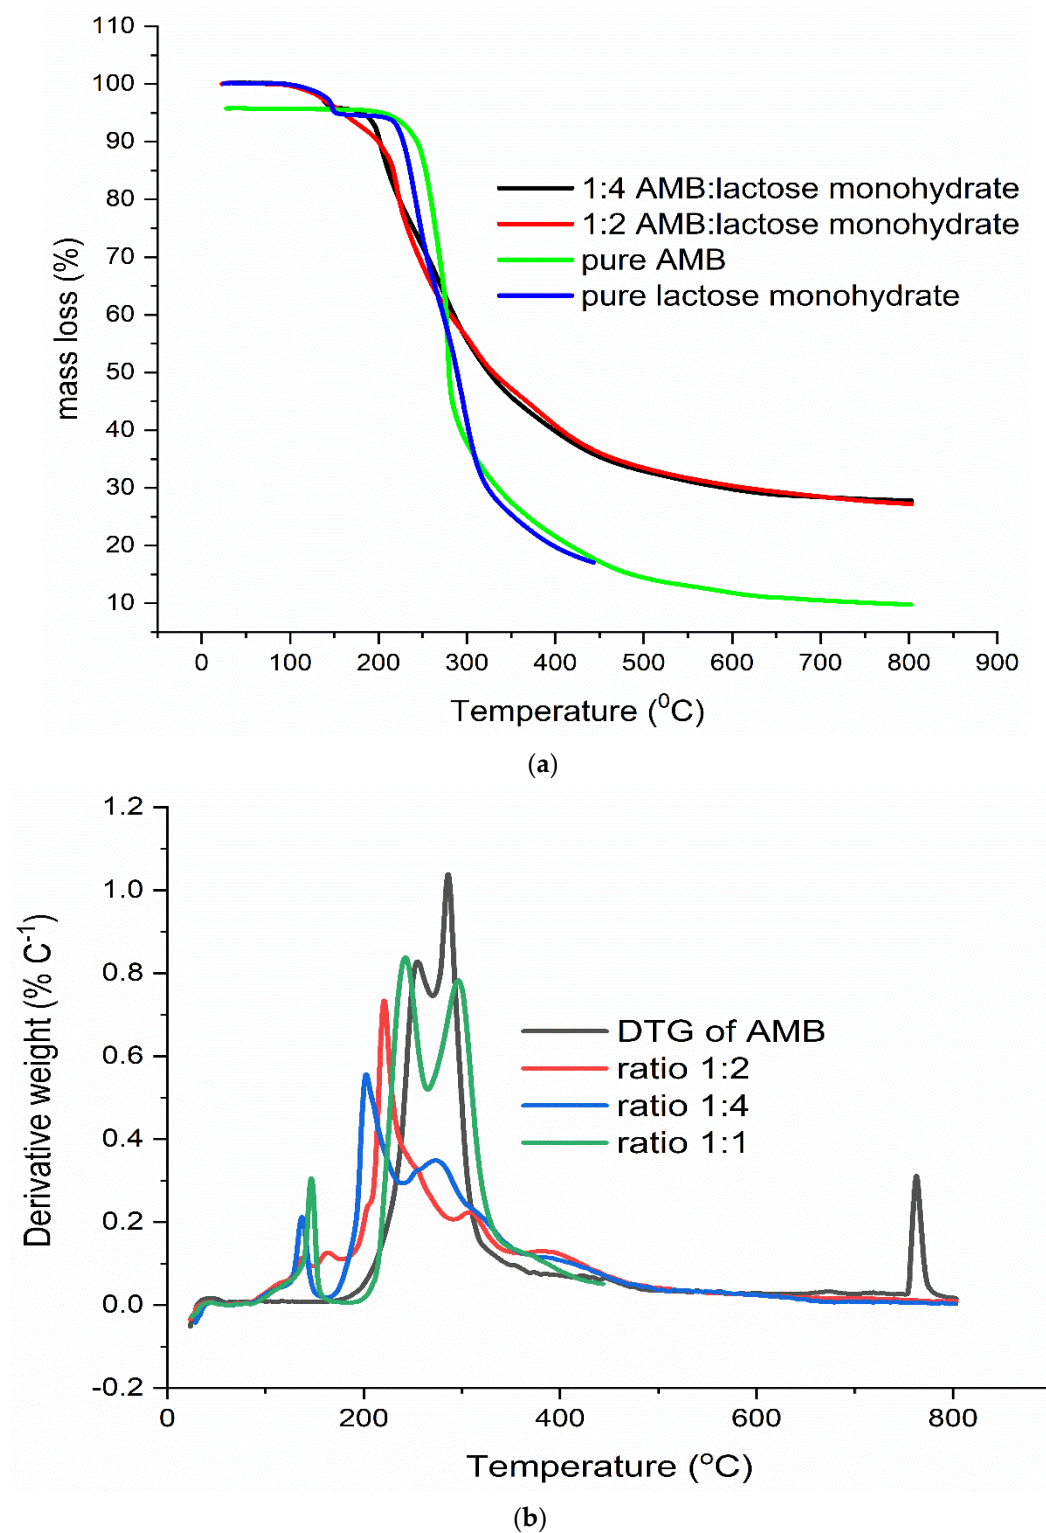 110
100
90
80
70
60
50
40
30
20
10
mass loss (%)
1:4 AMB:lactose monohydrate
1:2 AMB:lactose monohydrate
pure AMB
pure lactose monohydrate
0 100 200 300 400 500 600 700 800 900
Temperature (⁰C)
(a)
1.2
1.0
0.8
0.6
0.4
0.2
0.0
-0.2
Derivative weight (% C⁻¹)
DTG of AMB
ratio 1:2
ratio 1:4
ratio 1:1
0 200 400 600 800
Temperature (°C)
(b)